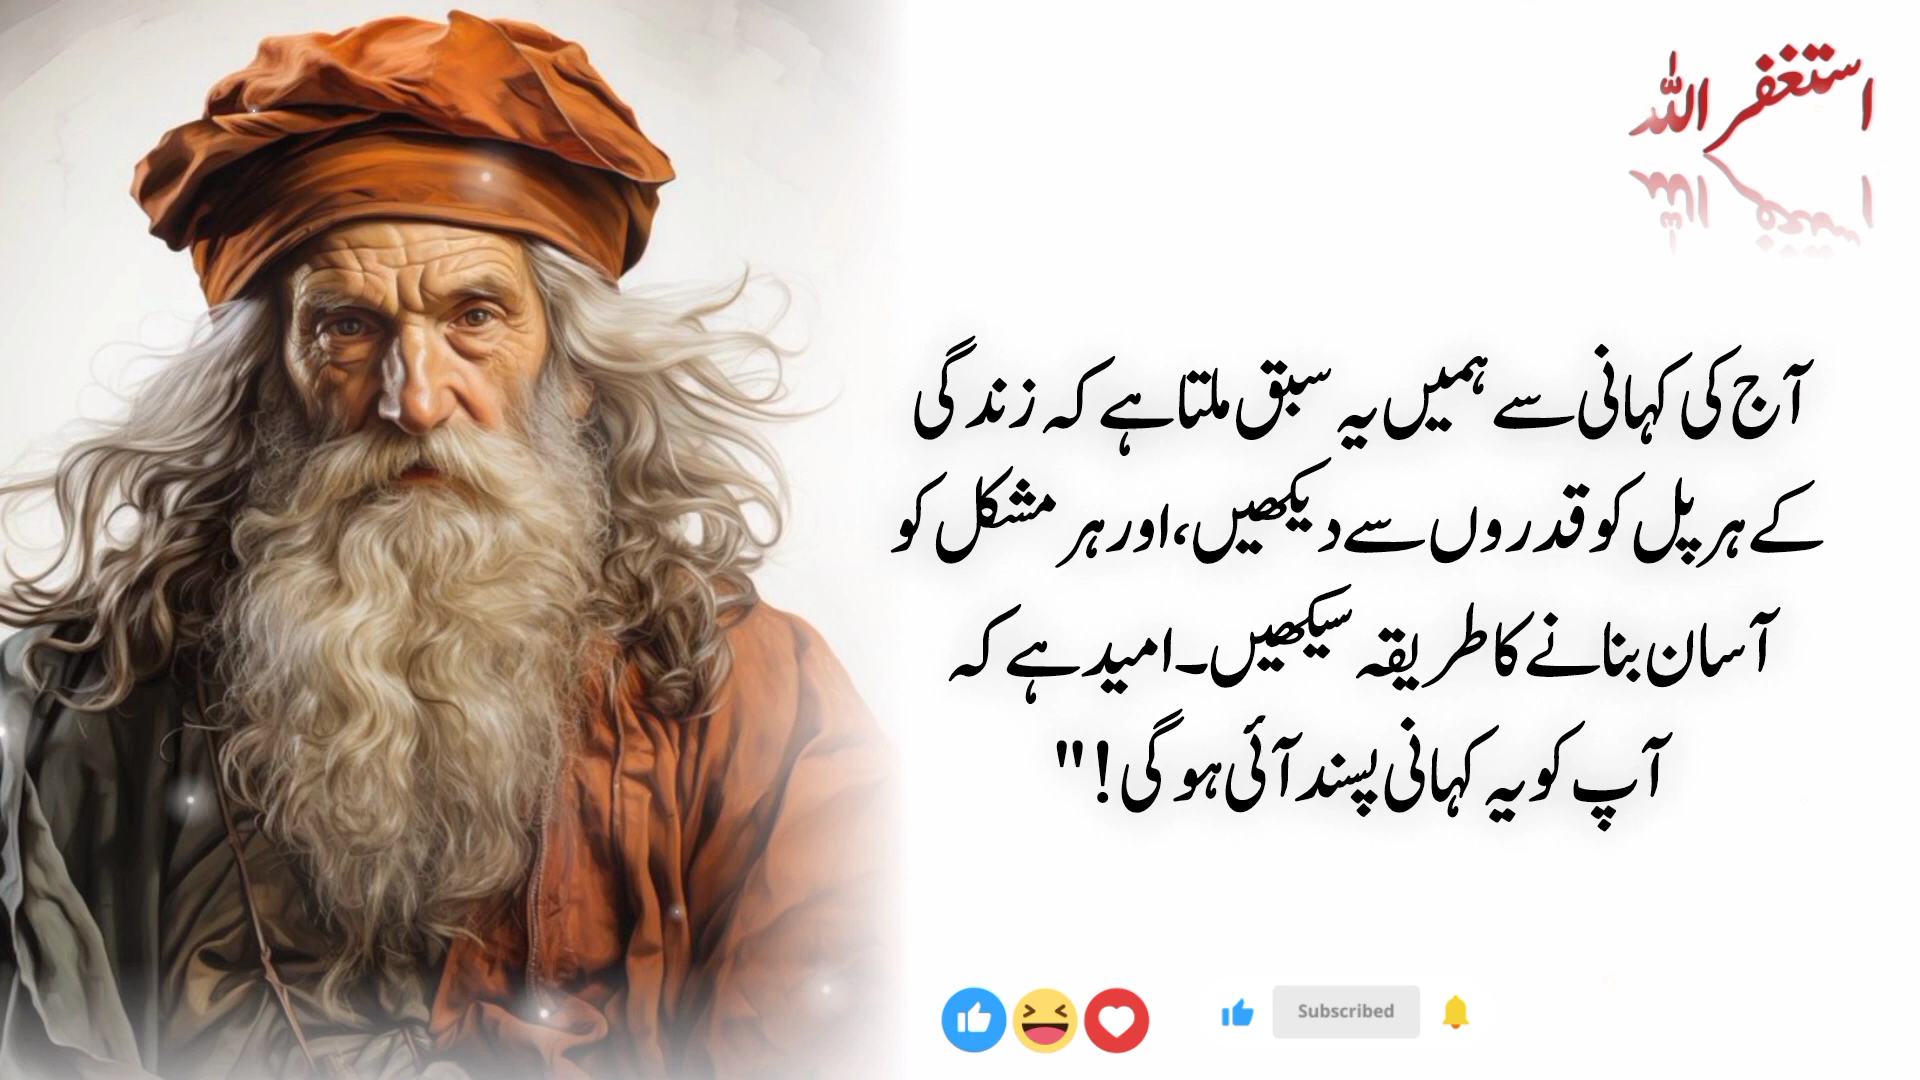 استغفر اللہ
آج کی کہانی سے ہمیں یہ سبق ملتا ہے کہ زندگی
کے ہر پل کو قدروں سے دیکھیں، اور ہر مشکل کو
آسان بنانے کا طریقہ سیکھیں۔ امید ہے کہ
آپ کو یہ کہانی پسند آئی ہو گی!"
Subscribed